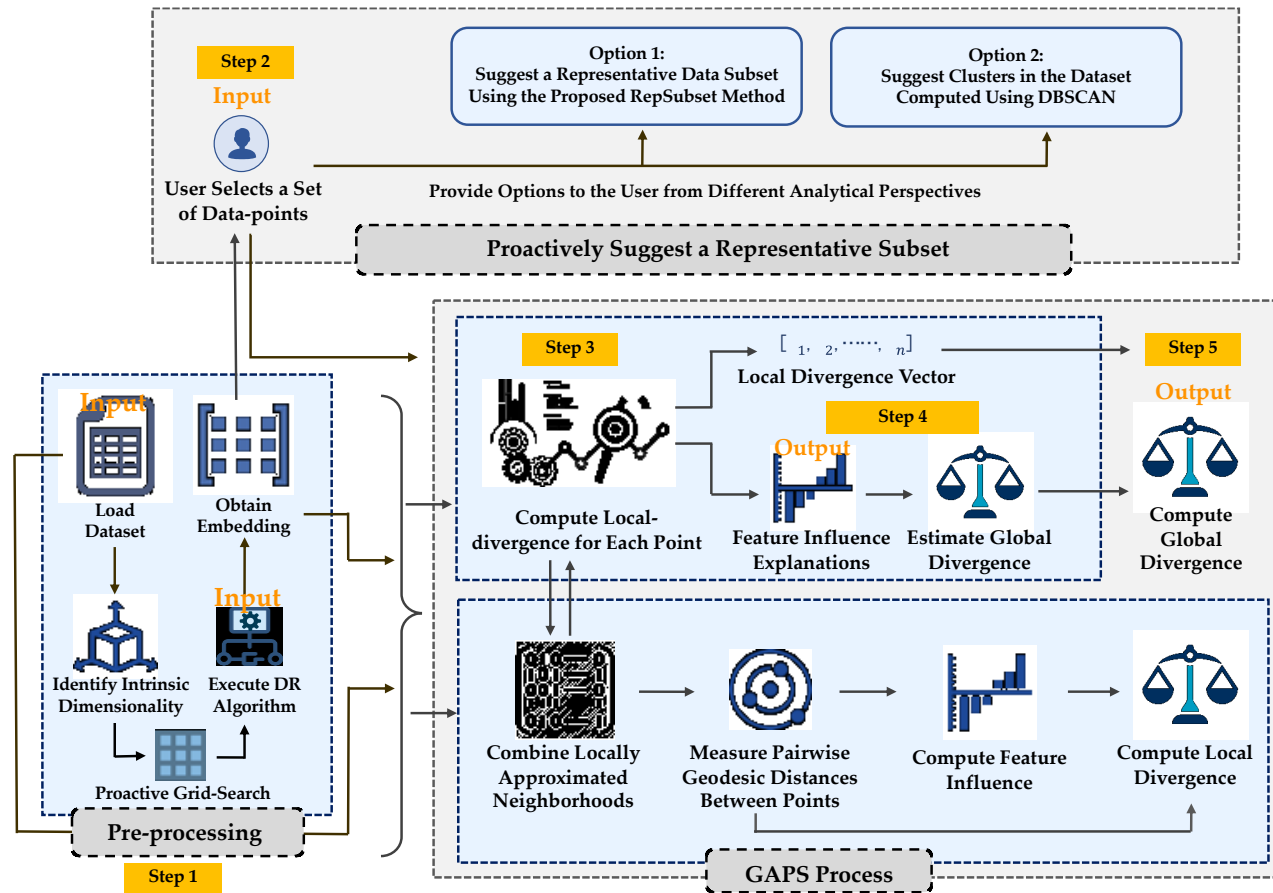 Step 2
Input
User Selects a Set
of Data-points
Option 1:
Suggest a Representative Data Subset
Using the Proposed RepSubset Method
Option 2:
Suggest Clusters in the Dataset
Computed Using DBSCAN
Provide Options to the User from Different Analytical Perspectives
Proactively Suggest a Representative Subset
Input
Load
Dataset
Obtain
Embedding
Identify Intrinsic
Dimensionality
Input
Execute DR
Algorithm
Proactive Grid-Search
Pre-processing
Step 1
Step 3
Compute Local-
divergence for Each Point
[ 1, 2,……, n]
Local Divergence Vector
Step 4
Output
Feature Influence
Explanations
Estimate Global
Divergence
Step 5
Output
Compute
Global
Divergence
Combine Locally
Approximated
Neighborhoods
Measure Pairwise
Geodesic Distances
Between Points
Compute Feature
Influence
Compute Local
Divergence
GAPS Process